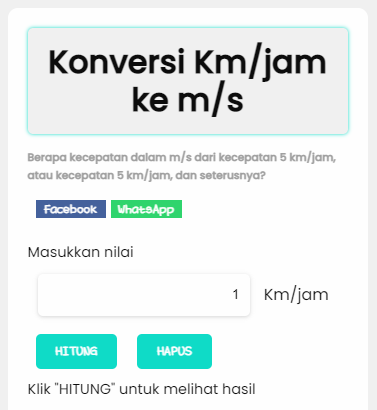 Konversi Km/jam
ke m/s
Berapa kecepatan dalam m/s dari kecepatan 5 km/jam,
atau kecepatan 5 km/jam, dan seterusnya?
Facebook WhatsApp
Masukkan nilai
1 Km/jam
HITUNG HAPUS
Klik "HITUNG" untuk melihat hasil